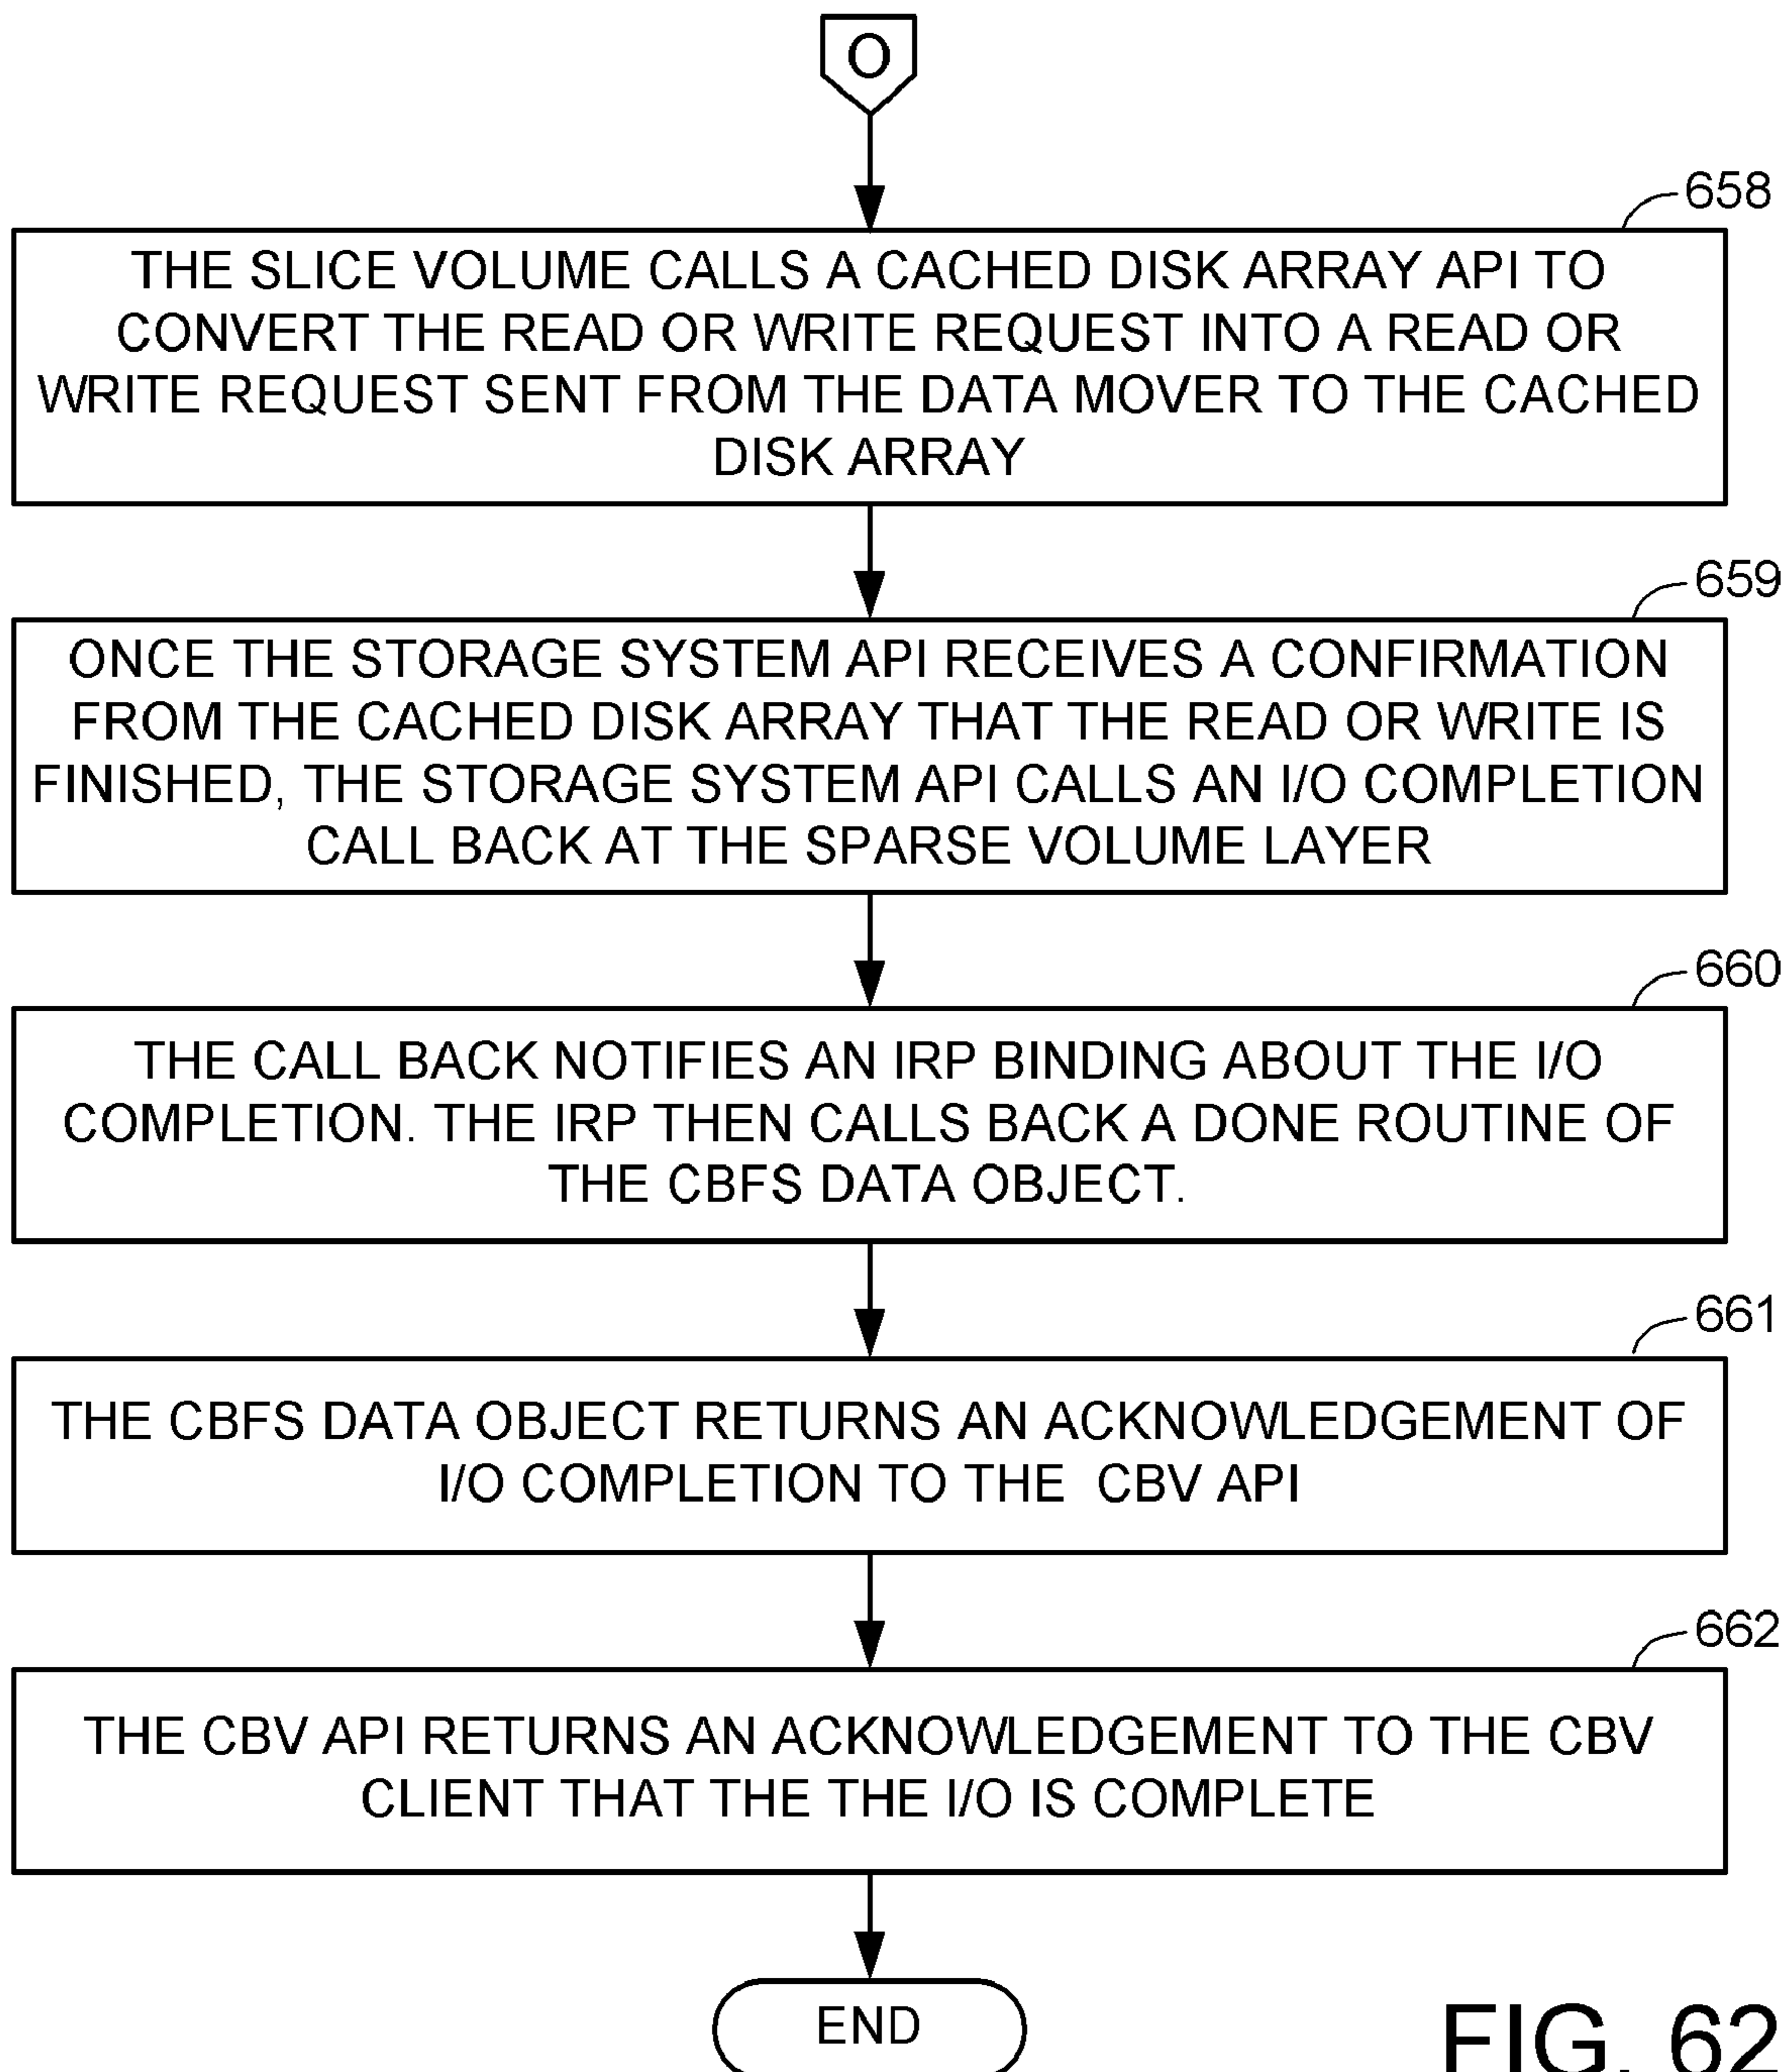 O
658
THE SLICE VOLUME CALLS A CACHED DISK ARRAY API TO
CONVERT THE READ OR WRITE REQUEST INTO A READ OR
WRITE REQUEST SENT FROM THE DATA MOVER TO THE CACHED
DISK ARRAY
659
ONCE THE STORAGE SYSTEM API RECEIVES A CONFIRMATION
FROM THE CACHED DISK ARRAY THAT THE READ OR WRITE IS
FINISHED, THE STORAGE SYSTEM API CALLS AN I/O COMPLETION
CALL BACK AT THE SPARSE VOLUME LAYER
660
THE CALL BACK NOTIFIES AN IRP BINDING ABOUT THE I/O
COMPLETION. THE IRP THEN CALLS BACK A DONE ROUTINE OF
THE CBFS DATA OBJECT.
661
THE CBFS DATA OBJECT RETURNS AN ACKNOWLEDGEMENT OF
I/O COMPLETION TO THE CBV API
662
THE CBV API RETURNS AN ACKNOWLEDGEMENT TO THE CBV
CLIENT THAT THE THE I/O IS COMPLETE
END
FIG. 62